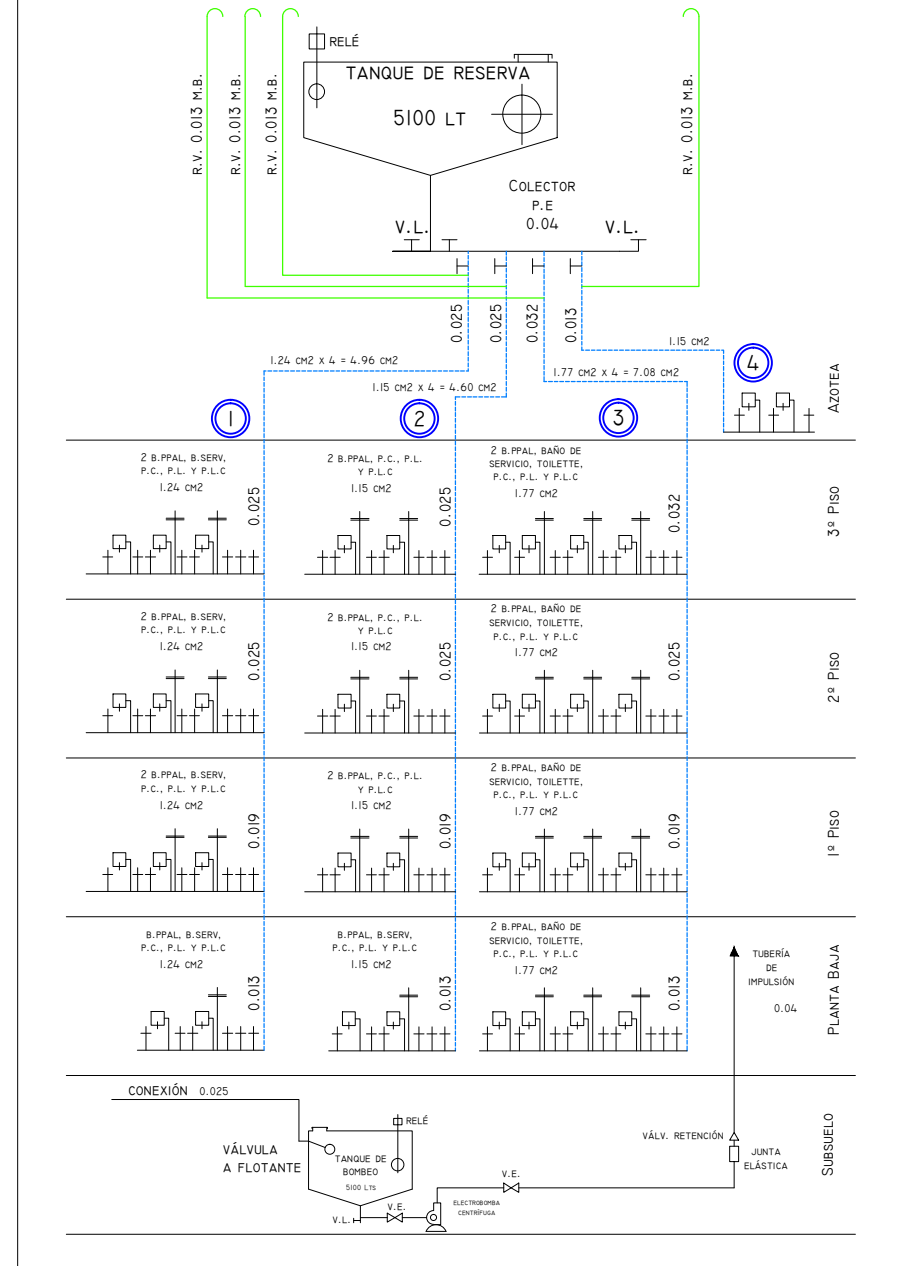 RELÉ
TANQUE DE RESERVA
5100 LT
R.V. 0.013 M.B.
R.V. 0.013 M.B.
R.V. 0.013 M.B.
R.V. 0.013 M.B.
COLECTOR
P.E
0.04
V.L.
V.L.
0.025
0.025
0.032
0.013
1.24 CM2 X 4 = 4.96 CM2
1.15 CM2 X 4 = 4.60 CM2
1.77 CM2 X 4 = 7.08 CM2
1.15 CM2
1
2
3
4
AZOTEA
2 B.PPAL, B.SERV,
P.C., P.L. Y P.L.C
1.24 CM2
0.025
2 B.PPAL, P.C., P.L.
Y P.L.C
1.15 CM2
0.025
2 B.PPAL, BAÑO DE
SERVICIO, TOILETTE,
P.C., P.L. Y P.L.C
1.77 CM2
0.032
3º PISO
2 B.PPAL, B.SERV,
P.C., P.L. Y P.L.C
1.24 CM2
0.025
2 B.PPAL, P.C., P.L.
Y P.L.C
1.15 CM2
0.025
2 B.PPAL, BAÑO DE
SERVICIO, TOILETTE,
P.C., P.L. Y P.L.C
1.77 CM2
0.025
2º PISO
2 B.PPAL, B.SERV,
P.C., P.L. Y P.L.C
1.24 CM2
0.019
2 B.PPAL, P.C., P.L.
Y P.L.C
1.15 CM2
0.019
2 B.PPAL, BAÑO DE
SERVICIO, TOILETTE,
P.C., P.L. Y P.L.C
1.77 CM2
0.019
1º PISO
B.PPAL, B.SERV,
P.C., P.L. Y P.L.C
1.24 CM2
0.013
B.PPAL, B.SERV,
P.C., P.L. Y P.L.C
1.15 CM2
0.013
2 B.PPAL, BAÑO DE
SERVICIO, TOILETTE,
P.C., P.L. Y P.L.C
1.77 CM2
0.013
TUBERÍA
DE
IMPULSIÓN
0.04
PLANTA BAJA
CONEXIÓN 0.025
VÁLVULA
A FLOTANTE
RELÉ
TANQUE DE
BOMBEO
5100 LTS
V.L.
V.E.
ELECTROBOMBA
CENTRÍFUGA
V.E.
VÁLV. RETENCIÓN
JUNTA
ELÁSTICA
SUBSUELO